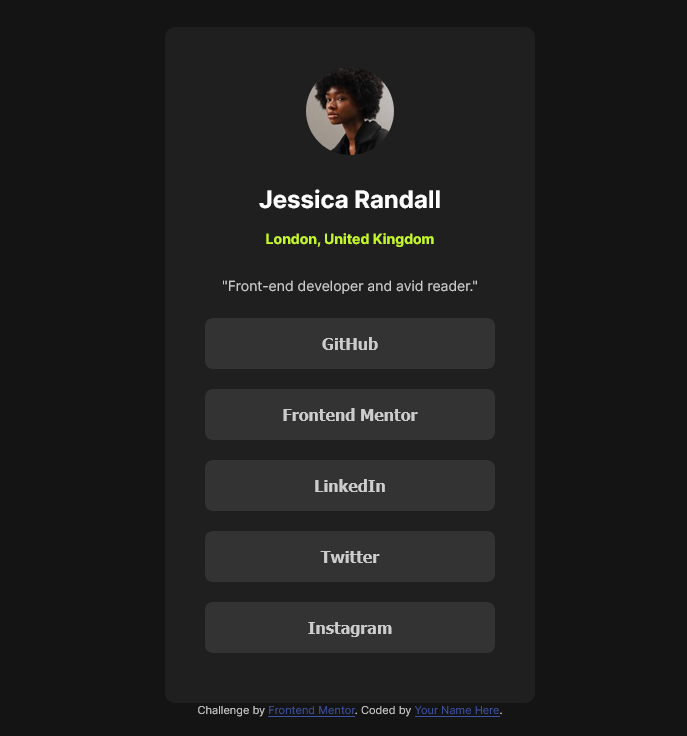 Jessica Randall
London, United Kingdom
"Front-end developer and avid reader."
GitHub
Frontend Mentor
LinkedIn
Twitter
Instagram
Challenge by Frontend Mentor. Coded by Your Name Here.